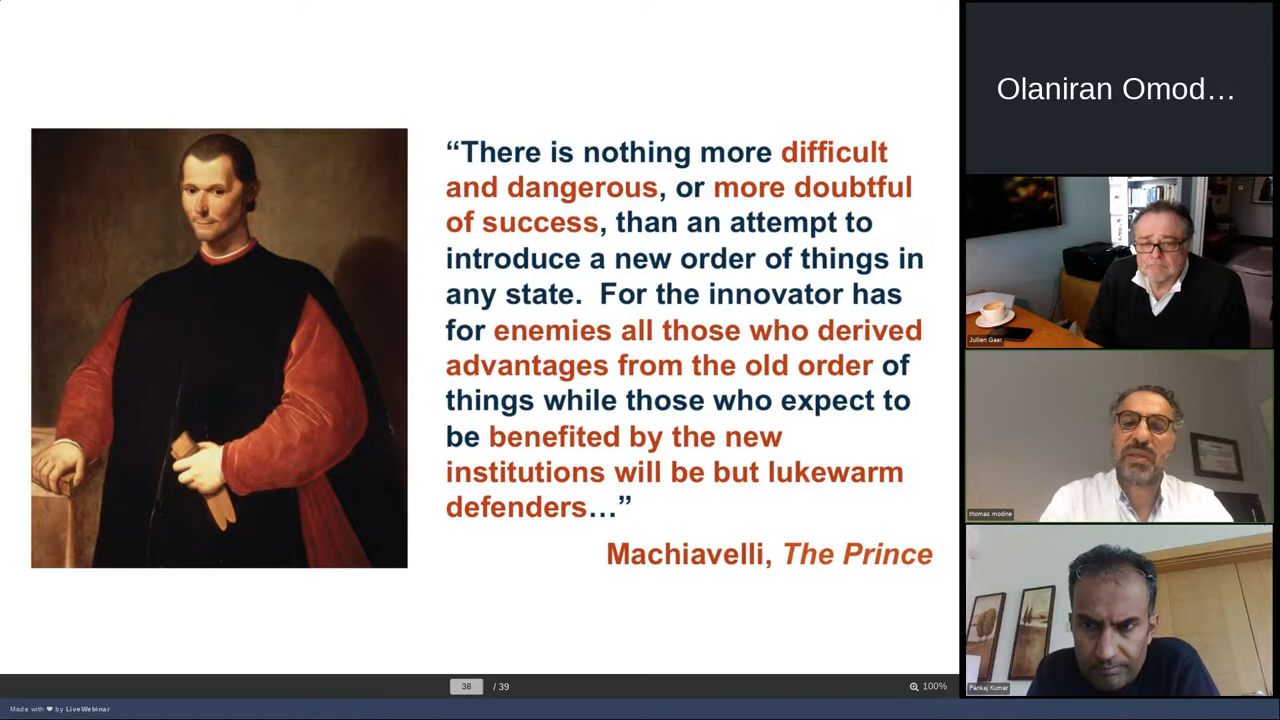 “There is nothing more difficult
and dangerous, or more doubtful
of success, than an attempt to
introduce a new order of things in
any state.  For the innovator has
for enemies all those who derived
advantages from the old order of
things while those who expect to
be benefited by the new
institutions will be but lukewarm
defenders…”
Machiavelli, The Prince
Olaniran Omod…
Jullien Gaer
thomas modine
Pankaj Kumar
38 / 39
100%
Made with ❤ by LiveWebinar